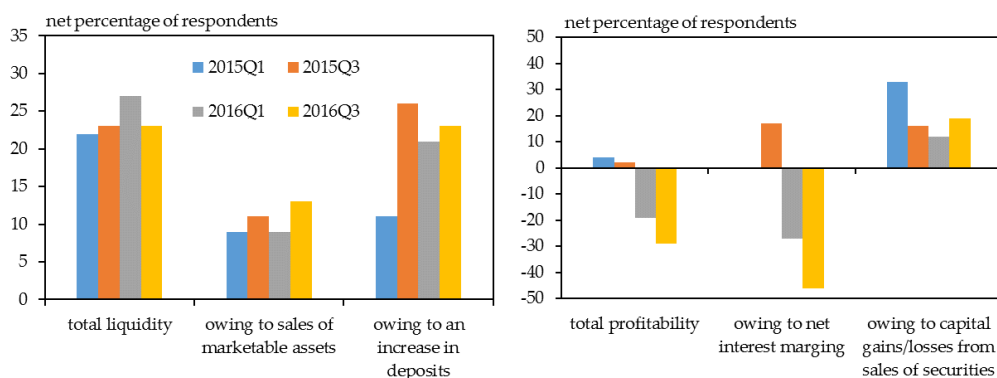 net percentage of respondents
35
30
25
20
15
10
5
0
2015Q1 2015Q3
2016Q1 2016Q3
total liquidity
owing to sales of
marketable assets
owing to an
increase in
deposits
net percentage of respondents
50
40
30
20
10
0
-10
-20
-30
-40
-50
total profitability
owing to net
interest marging
owing to capital
gains/losses from
sales of securities